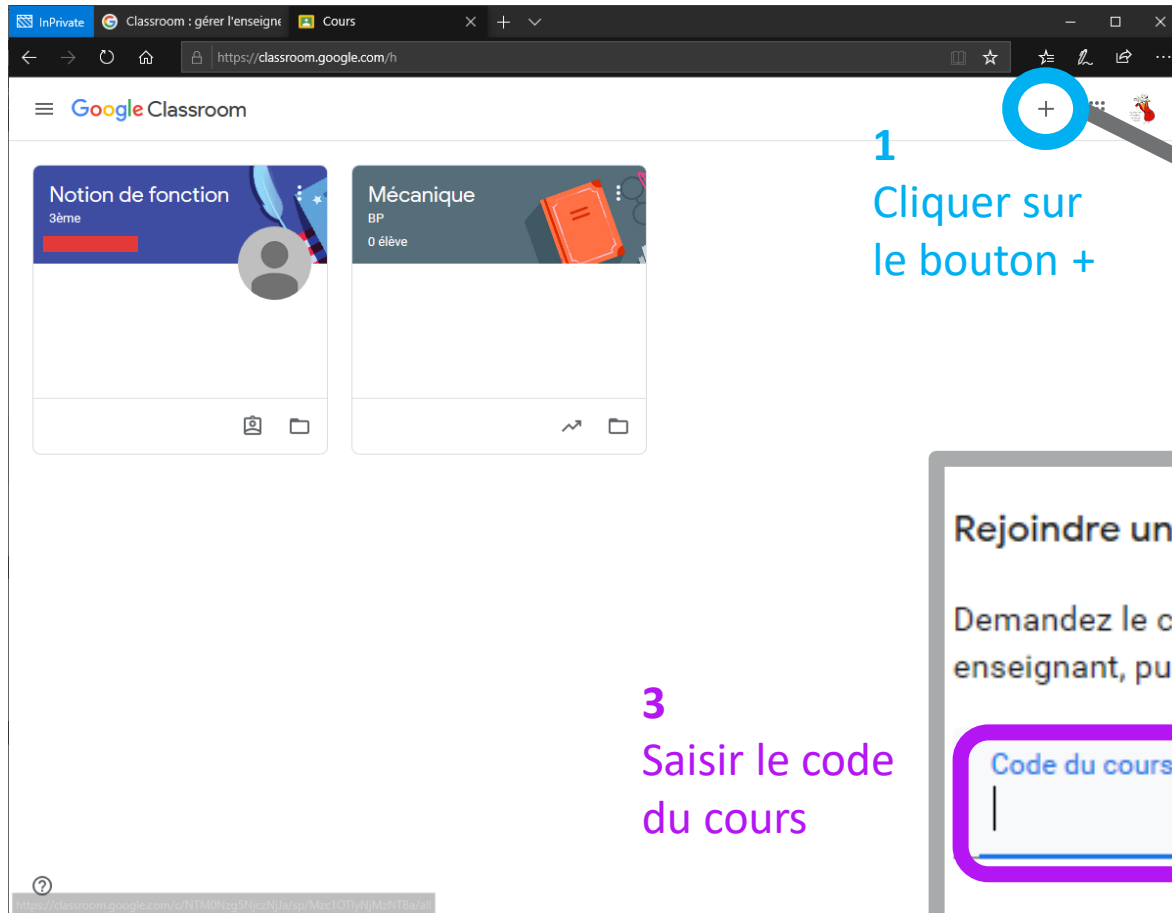 InPrivate
Classroom : gérer l'enseigne
Cours
https://classroom.google.com/h
Google Classroom
1
Cliquer sur
le bouton +
Notion de fonction
3ème
Mécanique
BP
0 élève
Rejoindre un
Demandez le c
enseignant, pu
3
Saisir le code
du cours
Code du cours